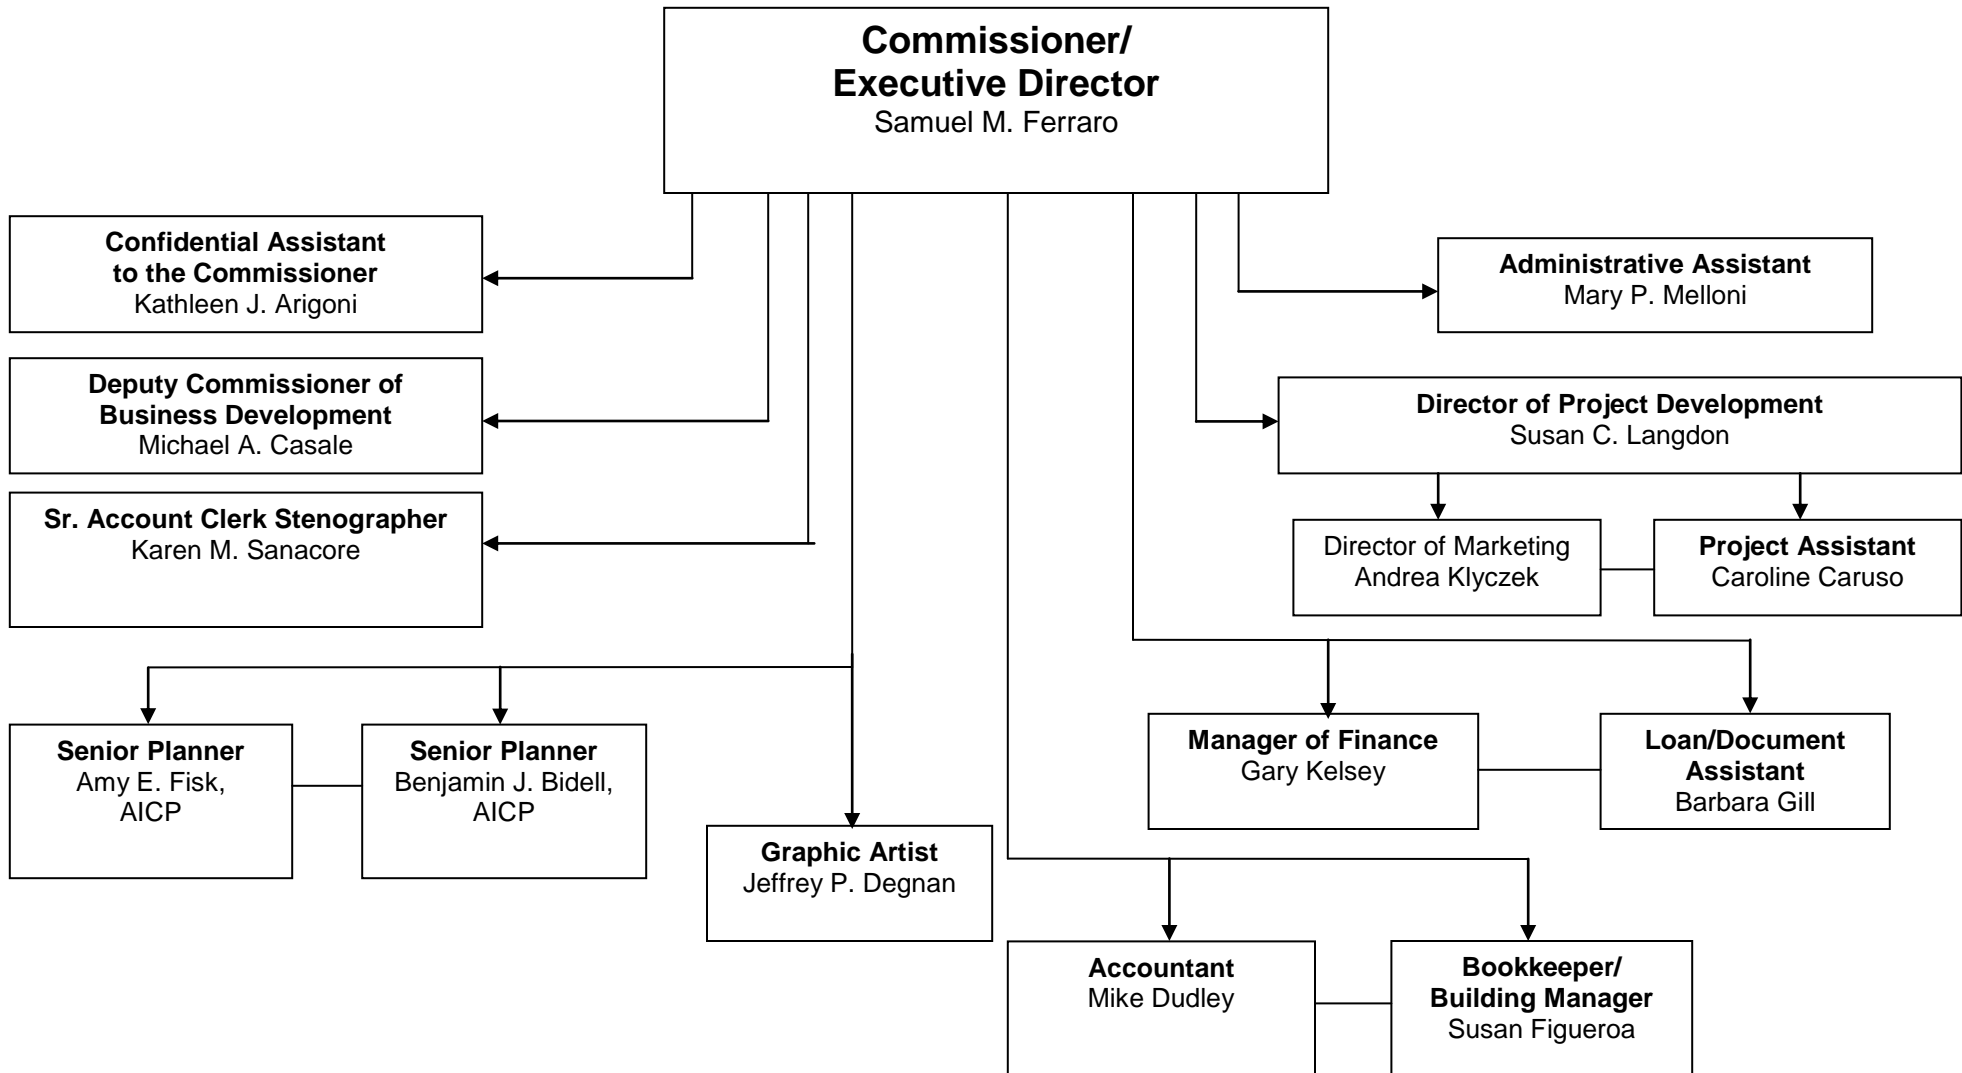 Commissioner/
Executive Director
Samuel M. Ferraro
Confidential Assistant
to the Commissioner
Kathleen J. Arigoni
Administrative Assistant
Mary P. Melloni
Deputy Commissioner of
Business Development
Michael A. Casale
Director of Project Development
Susan C. Langdon
Sr. Account Clerk Stenographer
Karen M. Sanacore
Director of Marketing
Andrea Klyczek
Project Assistant
Caroline Caruso
Senior Planner
Amy E. Fisk,
AICP
Senior Planner
Benjamin J. Bidell,
AICP
Manager of Finance
Gary Kelsey
Loan/Document
Assistant
Barbara Gill
Graphic Artist
Jeffrey P. Degnan
Accountant
Mike Dudley
Bookkeeper/
Building Manager
Susan Figueroa